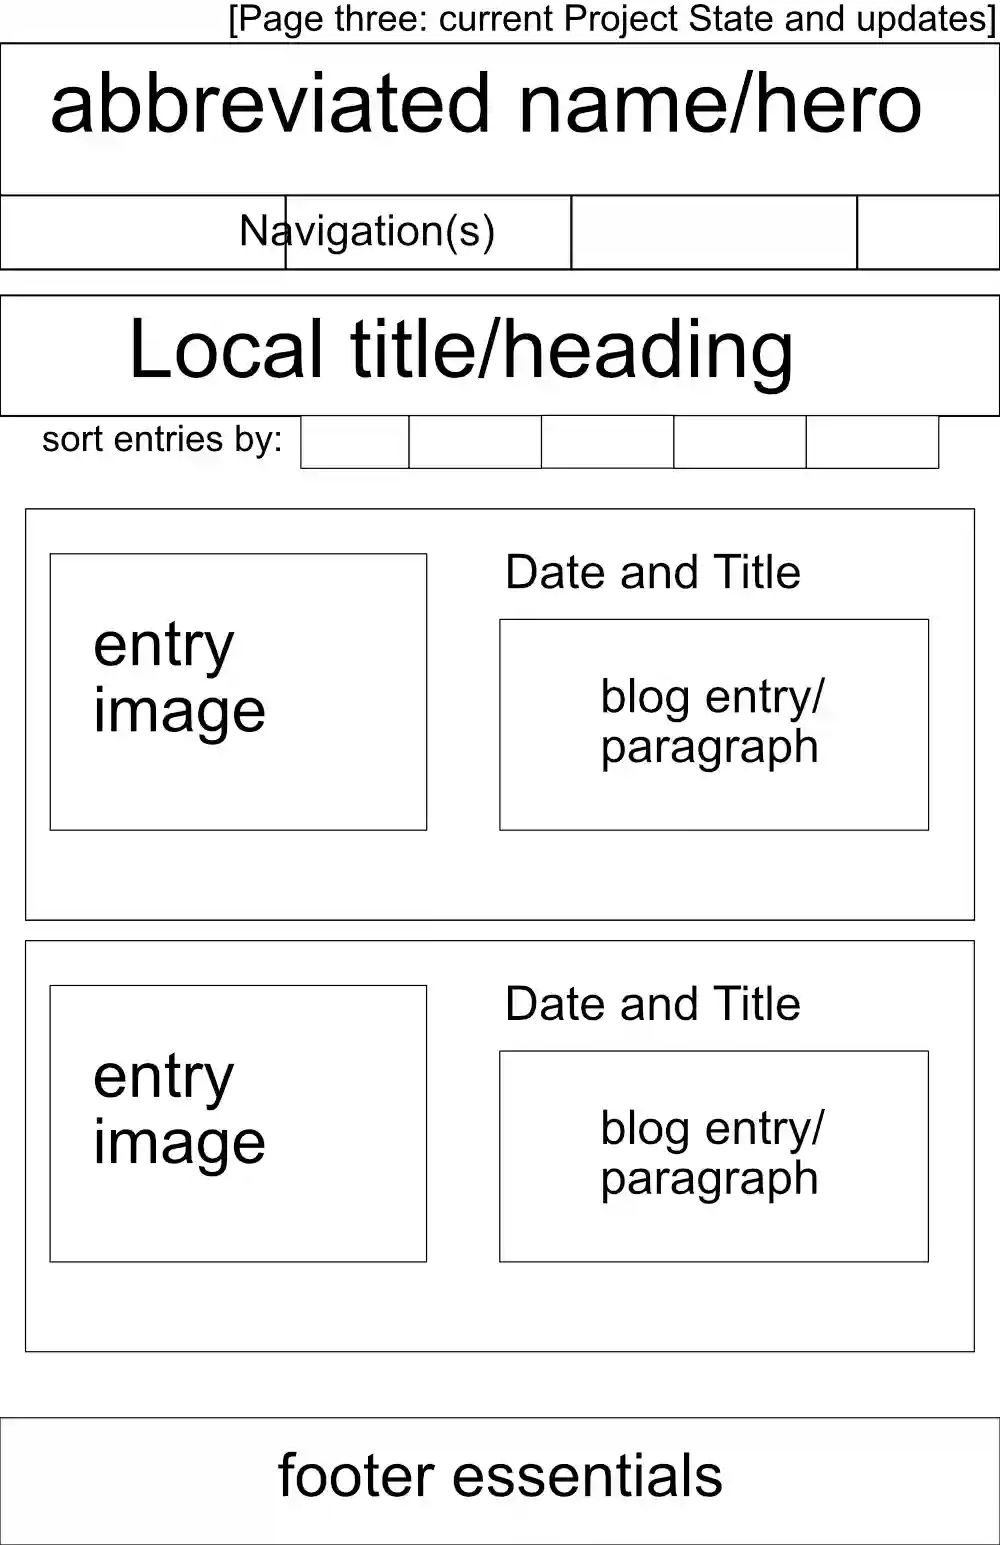 [Page three: current Project State and updates]
abbreviated name/hero
Navigation(s)
Local title/heading
sort entries by:
entry
image
Date and Title
blog entry/
paragraph
entry
image
Date and Title
blog entry/
paragraph
footer essentials